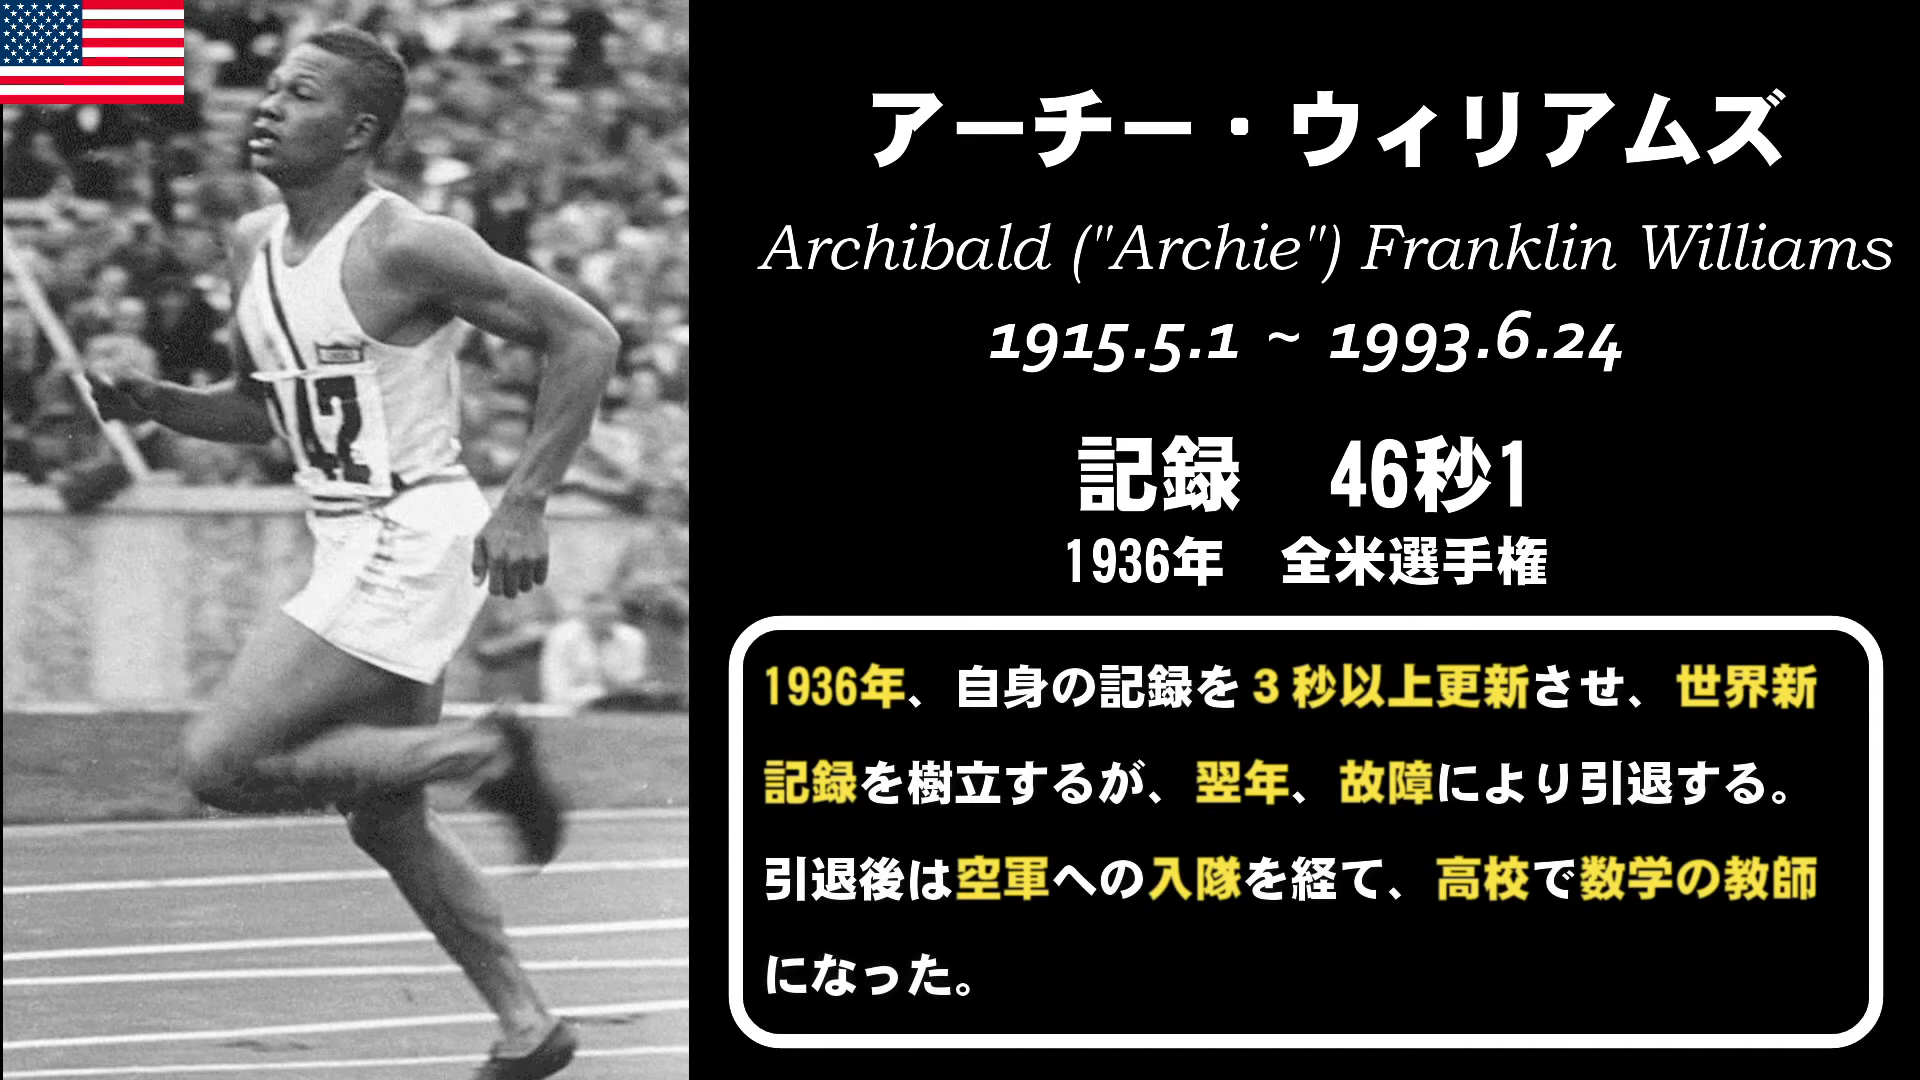 アーチー・ウィリアムズ
Archibald ("Archie") Franklin Williams
1915.5.1 ~ 1993.6.24
記録　46秒1
1936年　全米選手権
1936年、自身の記録を３秒以上更新させ、世界新
記録を樹立するが、翌年、故障により引退する。
引退後は空軍への入隊を経て、高校で数学の教師
になった。